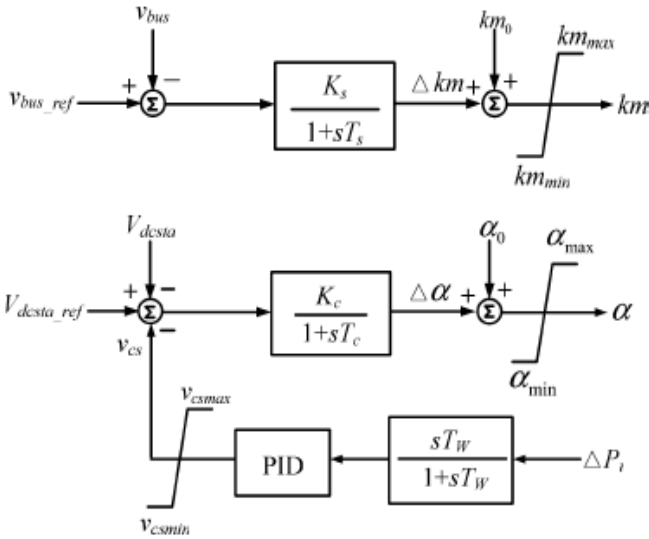 v_bus
km_0
km_max
K_s
Δ km
v_bus_ref
+
−
Σ
1+sT_s
+
+
Σ
km
km_min
V_dcsta
α_0
α_max
K_c
Δα
V_dcsta_ref
+
−
−
Σ
1+sT_c
+
+
Σ
α
v_cs
α_min
v_csmax
sT_W
PID
1+sT_W
v_csmin